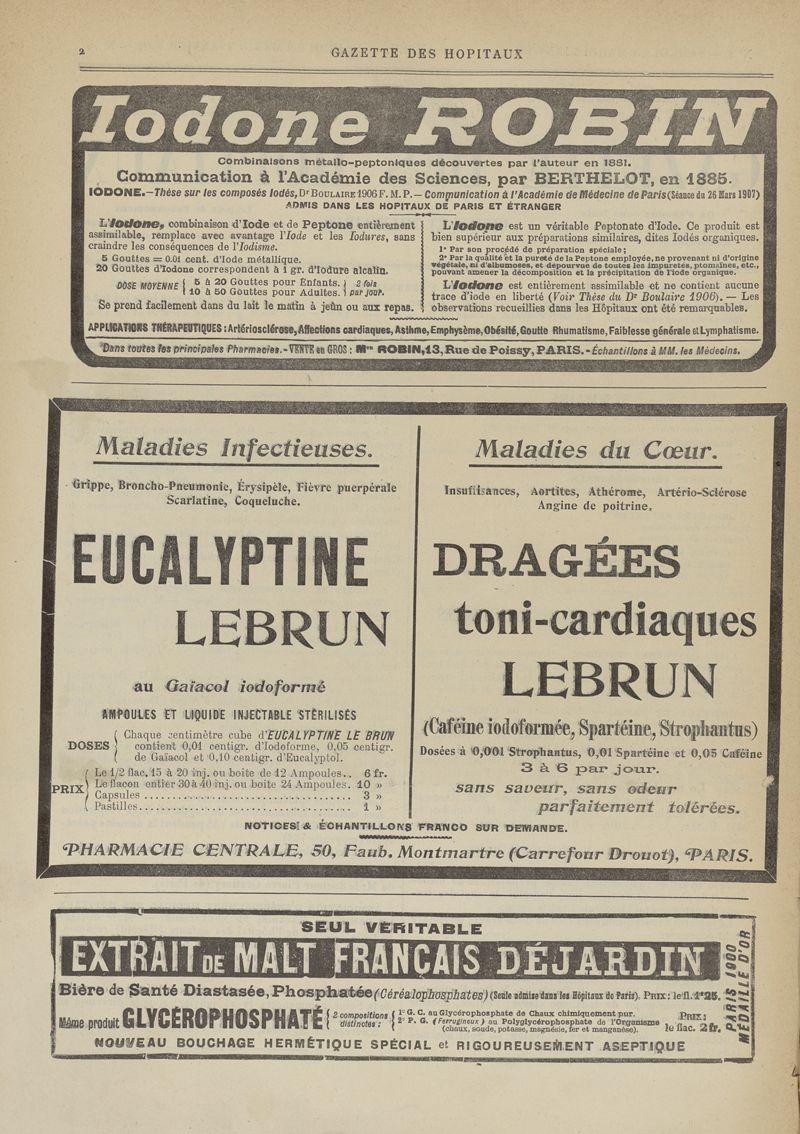 2
GAZETTE DES HOPITAUX
Iodone ROBIN
Combinaisons métallo-peptoniques découvertes par l'auteur en 1881.
Communication à l'Académie des Sciences, par BERTHELOT, en 1885.
IODONE.—Thèse sur les composés Iodés, Dr BOULAIRE 1906 F. M. P.— Communication à l'Académie de Médecine de Paris (Séance du 26 Mars 1907)
ADMIS DANS LES HOPITAUX DE PARIS ET ÉTRANGER
L'Iodone, combinaison d'Iode et de Peptone entièrement
assimilable, remplace avec avantage l'Iode et les Iodures, sans
craindre les conséquences de l'Iodisme.
5 Gouttes = 0.01 cent. d'Iode métallique.
20 Gouttes d'Iodone correspondent à 1 gr. d'Iodure alcalin.
DOSE MOYENNE { 5 à 20 Gouttes pour Enfants. } 2 fois
{ 10 à 50 Gouttes pour Adultes. } par jour.
Se prend facilement dans du lait le matin à jeûn ou aux repas.
L'Iodone est un véritable Peptonate d'Iode. Ce produit est
bien supérieur aux préparations similaires, dites Iodés organiques.
1° Par son procédé de préparation spéciale;
2° Par la qualité et la pureté de la Peptone employée, ne provenant ni d'origine
végétale, ni d'albumoses, et dépourvue de toutes les impuretés, ptomaïnes, etc.,
pouvant amener la décomposition et la précipitation de l'Iode organique.
L'Iodone est entièrement assimilable et ne contient aucune
trace d'iode en liberté (Voir Thèse du Dr Boulaire 1906). — Les
observations recueillies dans les Hôpitaux ont été remarquables.
APPLICATIONS THÉRAPEUTIQUES: Artériosclérose, Affections cardiaques, Asthme, Emphysème, Obésité, Goutte Rhumatisme, Faiblesse générale et Lymphatisme.
Dans toutes les principales Pharmacies.-VENTE en GROS: Mon ROBIN, 13, Rue de Poissy, PARIS.-Échantillons à MM. les Médecins.
Maladies Infectieuses.
Grippe, Broncho-Pneumonie, Érysipèle, Fièvre puerpérale
Scarlatine, Coqueluche.
EUCALYPTINE
LEBRUN
au Gaïacol iodoformé
AMPOULES ET LIQUIDE INJECTABLE STÉRILISÉS
Chaque centimètre cube d'EUCALYPTINE LE BRUN
DOSES { contient 0,01 centigr. d'Iodoforme, 0,05 centigr.
de Gaïacol et 0,10 centigr. d'Eucalyptol.
Le 1/2 flac. 15 à 20 inj. ou boite de 12 Ampoules.. 6 fr.
PRIX { Le flacon entier 30 à 40 inj. ou boite 24 Ampoules. 10 »
Capsules ........ 3 »
Pastilles........ 1 »
Maladies du Cœur.
Insuffisances, Aortites, Athérome, Artério-Sclérose
Angine de poitrine.
DRAGÉES
toni-cardiaques
LEBRUN
(Caféine iodoformée, Spartéine, Strophantus)
Dosées à 0,001 Strophantus, 0,01 Spartéine et 0,05 Caféine
3 à 6 par jour.
sans saveur, sans odeur
parfaitement tolérées.
NOTICES & ÉCHANTILLONS FRANCO SUR DEMANDE.
PHARMACIE CENTRALE, 50, Faub. Montmartre (Carrefour Drouot), PARIS.
SEUL VÉRITABLE
EXTRAIT DE MALT FRANÇAIS DÉJARDIN
Bière de Santé Diastasée, Phosphatée (Céréalophosphates) (Seule admise dans les Hôpitaux de Paris). PRIX: le fl. 1f25.
Même produit GLYCÉROPHOSPHATÉ { 2 compositions distinctes: { 1° G. C. au Glycérophosphate de Chaux chimiquement pur.
2° P. G. (Ferrugineux) au Polyglycérophosphate de l'Organisme
(chaux, soude, potasse, magnésie, fer et manganèse).
PRIX:
le flac. 2 fr.
NOUVEAU BOUCHAGE HERMÉTIQUE SPÉCIAL et RIGOUREUSEMENT ASEPTIQUE
PARIS 1900
MÉDAILLE D'OR